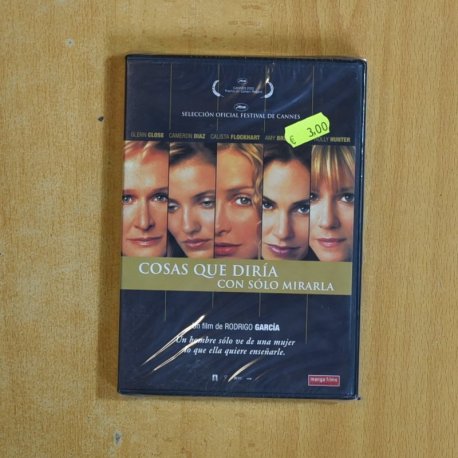 SELECCIÓN OFICIAL FESTIVAL DE CANNES
GLENN CLOSE CAMERON DIAZ CALISTA FLOCKHART AMY HOLLY HUNTER
€ 3,00
COSAS QUE DIRÍA
CON SÓLO MIRARLA
un film de RODRIGO GARCÍA
Un hombre sólo ve de una mujer
lo que ella quiere enseñarle.
manga films